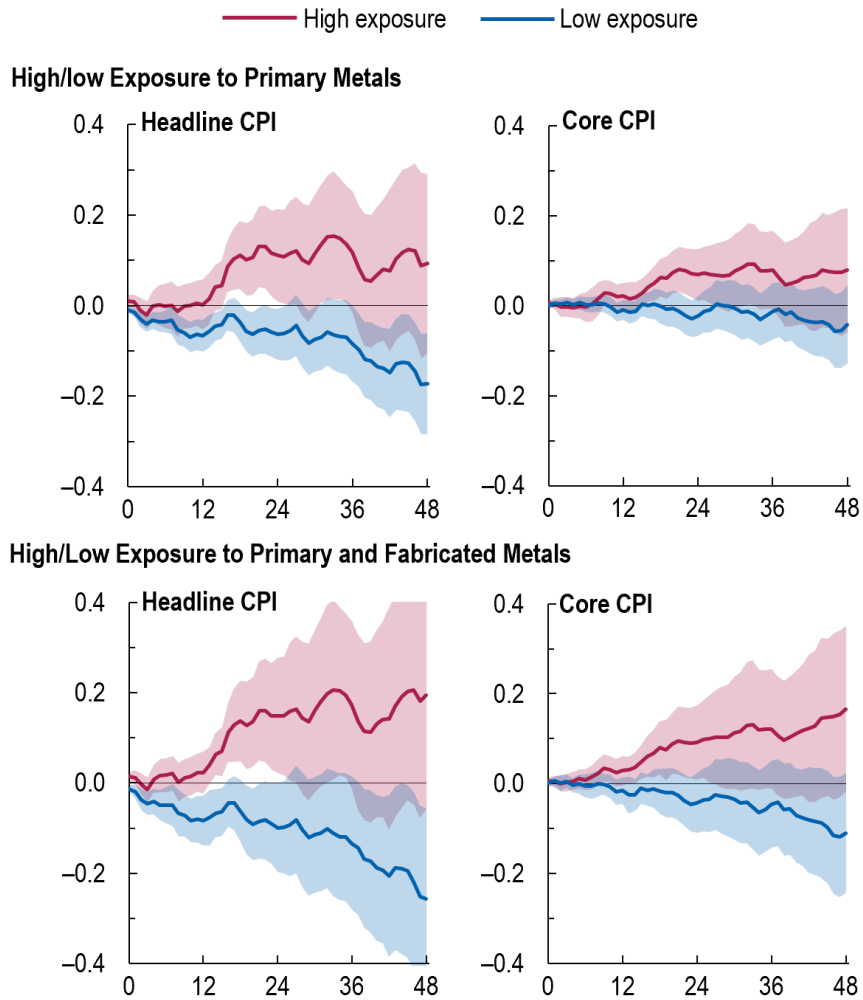 High exposure Low exposure
High/low Exposure to Primary Metals
Headline CPI Core CPI
0.4 0.4
0.2 0.2
0.0 0.0
–0.2 –0.2
–0.4 –0.4
0 12 24 36 48 0 12 24 36 48
High/Low Exposure to Primary and Fabricated Metals
Headline CPI Core CPI
0.4 0.4
0.2 0.2
0.0 0.0
–0.2 –0.2
–0.4 –0.4
0 12 24 36 48 0 12 24 36 48